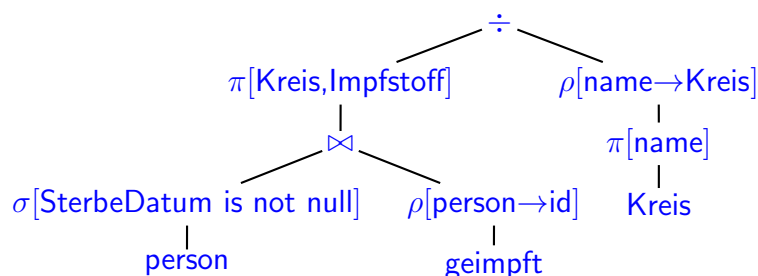 ÷
π[Kreis,Impfstoff] ρ[name→Kreis]
⋈ π[name]
σ[SterbeDatum is not null] ρ[person→id] Kreis
person geimpft